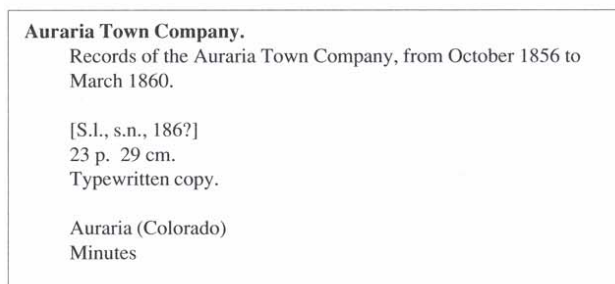 Auraria Town Company.
Records of the Auraria Town Company, from October 1856 to
March 1860.
[S.l., s.n., 186?]
23 p. 29 cm.
Typewritten copy.
Auraria (Colorado)
Minutes